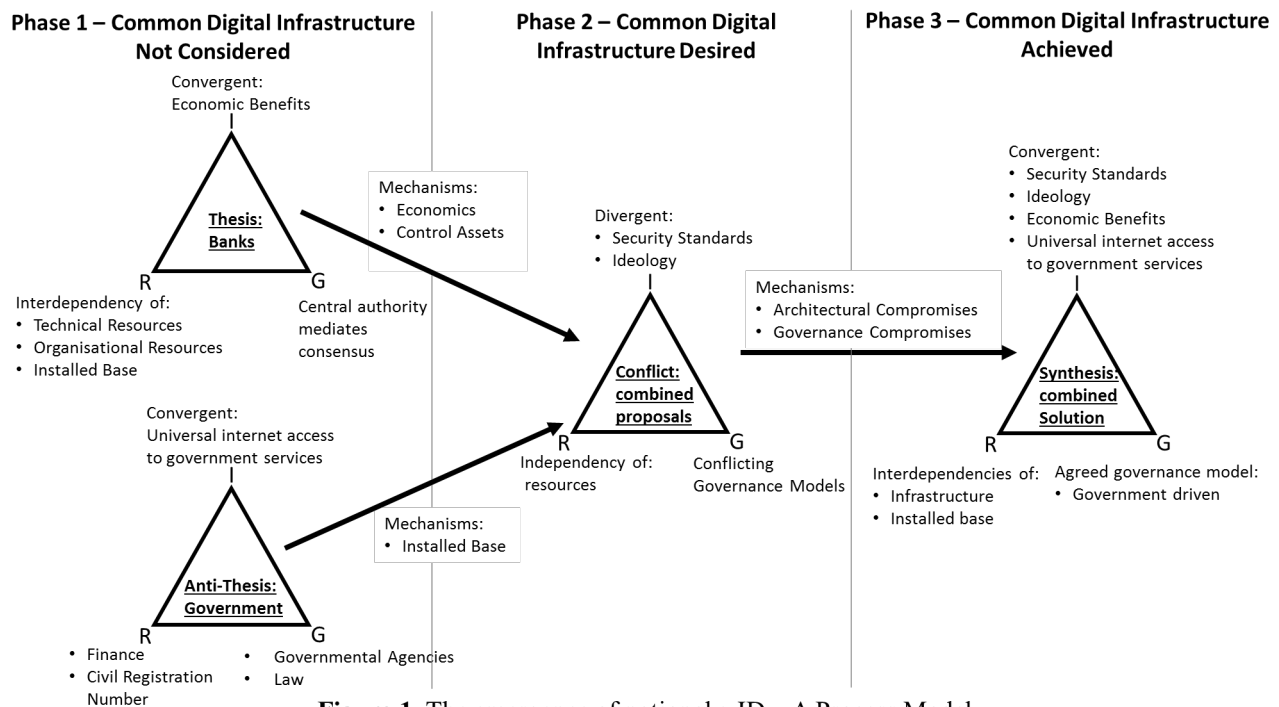 Phase 1 – Common Digital Infrastructure
Not Considered
Phase 2 – Common Digital
Infrastructure Desired
Phase 3 – Common Digital Infrastructure
Achieved
Convergent:
Economic Benefits
I
Thesis:
Banks
R
G
Interdependency of:
• Technical Resources
• Organisational Resources
• Installed Base
Central authority
mediates
consensus
Mechanisms:
• Economics
• Control Assets
Convergent:
Universal internet access
to government services
I
Anti-Thesis:
Government
R
G
• Finance
• Civil Registration
Number
• Governmental Agencies
• Law
Mechanisms:
• Installed Base
Divergent:
• Security Standards
• Ideology
I
Conflict:
combined
proposals
R
G
Independency of:
resources
Conflicting
Governance Models
Mechanisms:
• Architectural Compromises
• Governance Compromises
Convergent:
• Security Standards
• Ideology
• Economic Benefits
• Universal internet access
to government services
I
Synthesis:
combined
Solution
R
G
Interdependencies of:
• Infrastructure
• Installed base
Agreed governance model:
• Government driven